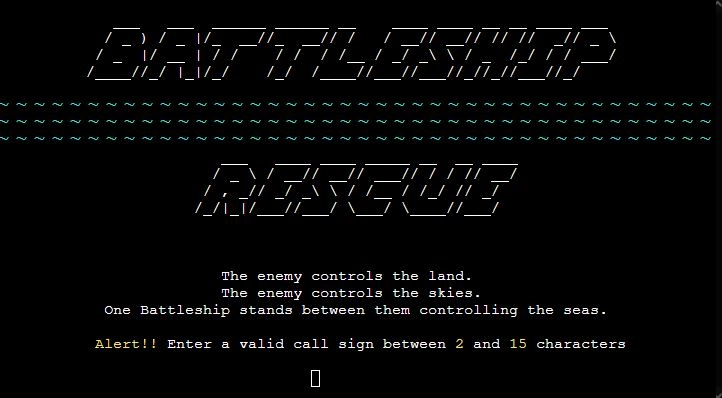 BATTLESHIP
RESCUE
The enemy controls the land.
The enemy controls the skies.
One Battleship stands between them controlling the seas.
Alert!! Enter a valid call sign between 2 and 15 characters